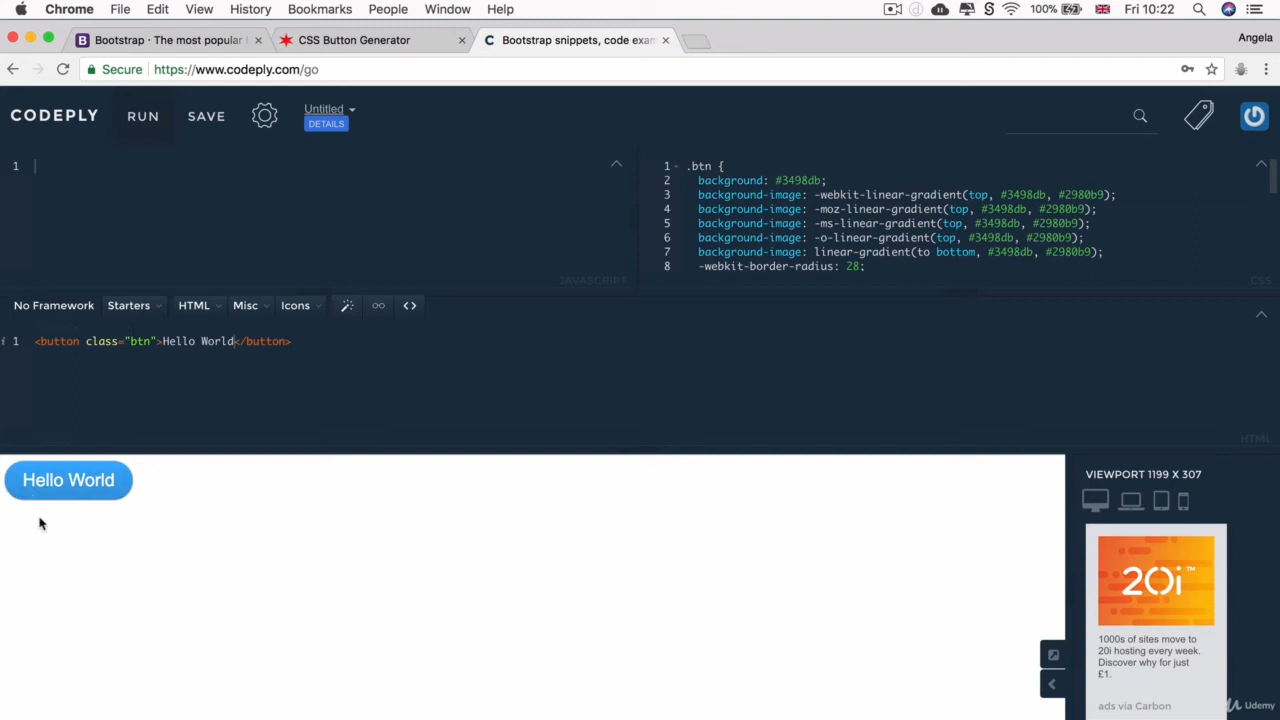 Chrome File Edit View History Bookmarks People Window Help 100% Fri 10:22
Bootstrap · The most popular CSS Button Generator Bootstrap snippets, code exam Angela
Secure https://www.codeply.com/go
CODEPLY RUN SAVE Untitled
DETAILS
1
JAVASCRIPT
1 .btn {
2 background: #3498db;
3 background-image: -webkit-linear-gradient(top, #3498db, #2980b9);
4 background-image: -moz-linear-gradient(top, #3498db, #2980b9);
5 background-image: -ms-linear-gradient(top, #3498db, #2980b9);
6 background-image: -o-linear-gradient(top, #3498db, #2980b9);
7 background-image: linear-gradient(to bottom, #3498db, #2980b9);
8 -webkit-border-radius: 28;
CSS
No Framework Starters HTML Misc Icons
i 1 <button class="btn">Hello World</button>
HTML
Hello World
VIEWPORT 1199 X 307
20i™
1000s of sites move to
20i hosting every week.
Discover why for just
£1.
ads via Carbon
Udemy